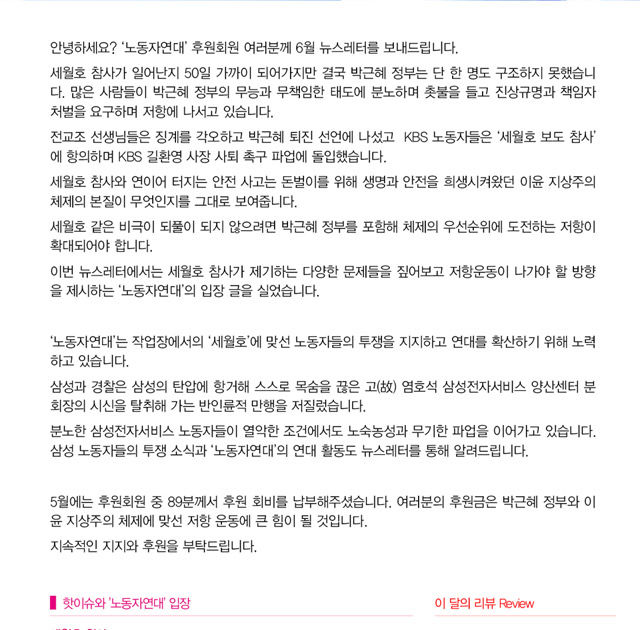 안녕하세요? ‘노동자연대’ 후원회원 여러분께 6월 뉴스레터를 보내드립니다.
세월호 참사가 일어난지 50일 가까이 되어가지만 결국 박근혜 정부는 단 한 명도 구조하지 못했습니
다. 많은 사람들이 박근혜 정부의 무능과 무책임한 태도에 분노하며 촛불을 들고 진상규명과 책임자
처벌을 요구하며 저항에 나서고 있습니다.
전교조 선생님들은 징계를 각오하고 박근혜 퇴진 선언에 나섰고 KBS 노동자들은 ‘세월호 보도 참사’
에 항의하며 KBS 길환영 사장 사퇴 촉구 파업에 돌입했습니다.
세월호 참사와 연이어 터지는 안전 사고는 돈벌이를 위해 생명과 안전을 희생시켜왔던 이윤 지상주의
체제의 본질이 무엇인지를 그대로 보여줍니다.
세월호 같은 비극이 되풀이 되지 않으려면 박근혜 정부를 포함해 체제의 우선순위에 도전하는 저항이
확대되어야 합니다.
이번 뉴스레터에서는 세월호 참사가 제기하는 다양한 문제들을 짚어보고 저항운동이 나가야 할 방향
을 제시하는 ‘노동자연대’의 입장 글을 실었습니다.
‘노동자연대’는 작업장에서의 ‘세월호’에 맞선 노동자들의 투쟁을 지지하고 연대를 확산하기 위해 노력
하고 있습니다.
삼성과 경찰은 삼성의 탄압에 항거해 스스로 목숨을 끊은 고(故) 염호석 삼성전자서비스 양산센터 분
회장의 시신을 탈취해 가는 반인륜적 만행을 저질렀습니다.
분노한 삼성전자서비스 노동자들이 열악한 조건에서도 노숙농성과 무기한 파업을 이어가고 있습니다.
삼성 노동자들의 투쟁 소식과 ‘노동자연대’의 연대 활동도 뉴스레터를 통해 알려드립니다.
5월에는 후원회원 중 89분께서 후원 회비를 납부해주셨습니다. 여러분의 후원금은 박근혜 정부와 이
윤 지상주의 체제에 맞선 저항 운동에 큰 힘이 될 것입니다.
지속적인 지지와 후원을 부탁드립니다.
핫이슈와 ‘노동자연대’ 입장
이 달의 리뷰 Review